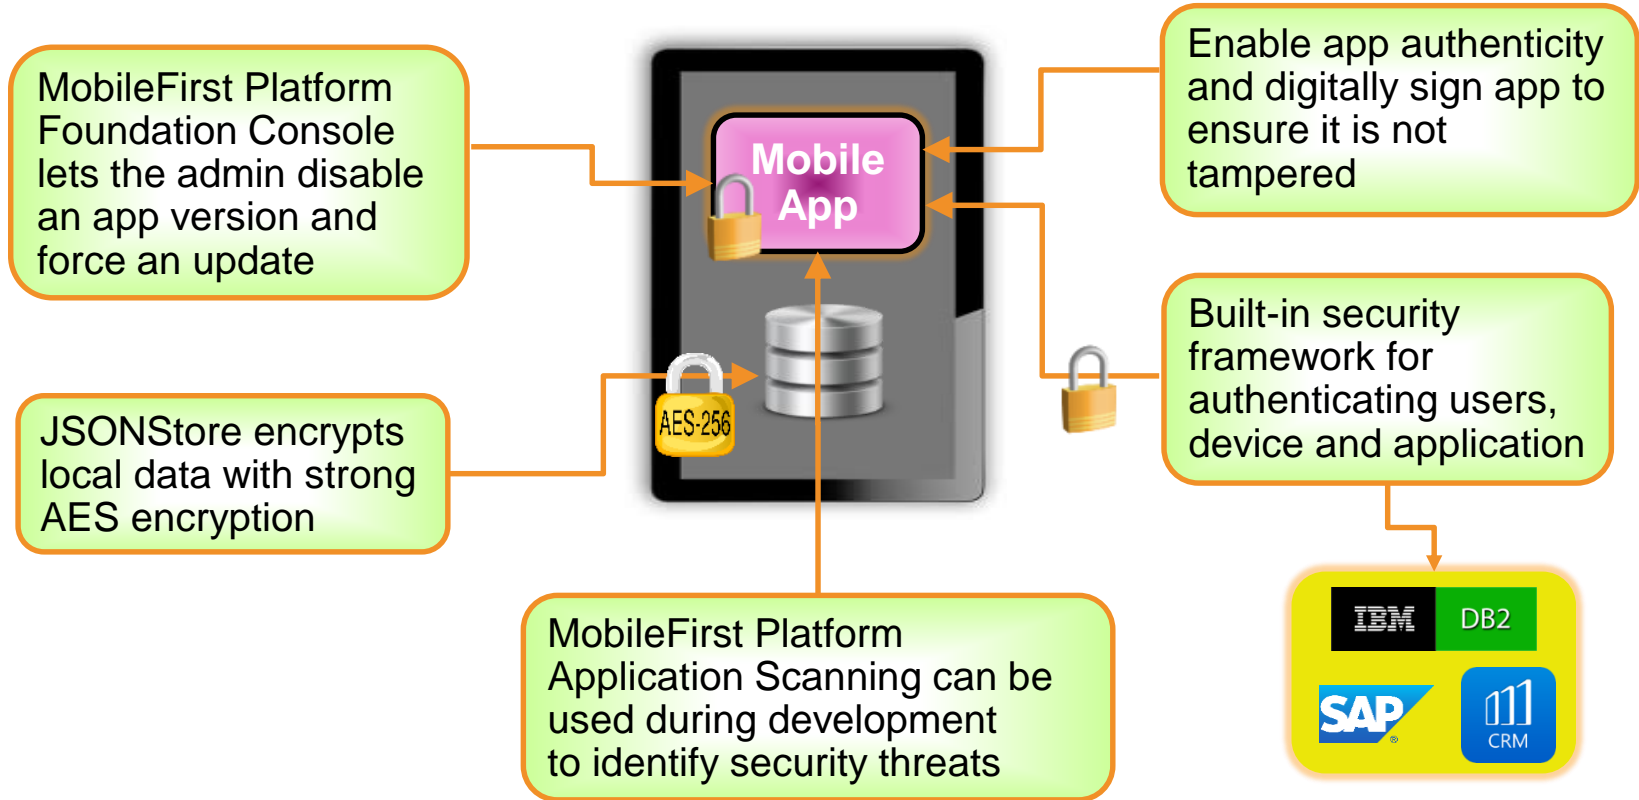 MobileFirst Platform
Foundation Console
lets the admin disable
an app version and
force an update
JSONStore encrypts
local data with strong
AES encryption
Mobile
App
AES-256
MobileFirst Platform
Application Scanning can be
used during development
to identify security threats
Enable app authenticity
and digitally sign app to
ensure it is not
tampered
Built-in security
framework for
authenticating users,
device and application
IBM DB2
SAP®
CRM